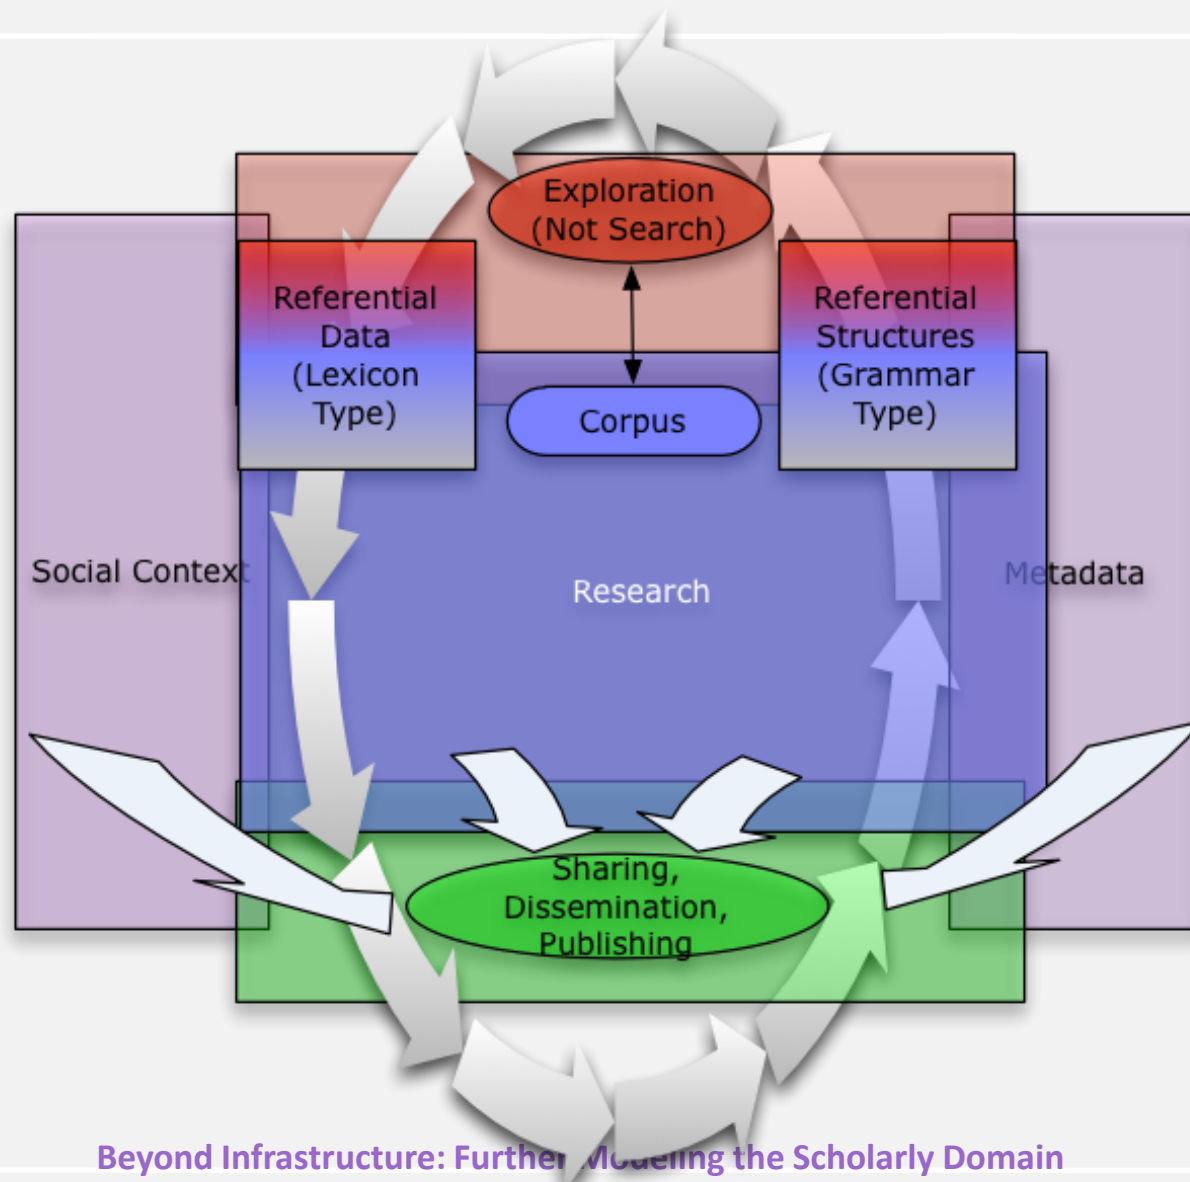 Exploration
(Not Search)
Referential
Data
(Lexicon
Type)
Referential
Structures
(Grammar
Type)
Corpus
Social Context
Research
Metadata
Sharing,
Dissemination,
Publishing
Beyond Infrastructure: Further Modeling the Scholarly Domain